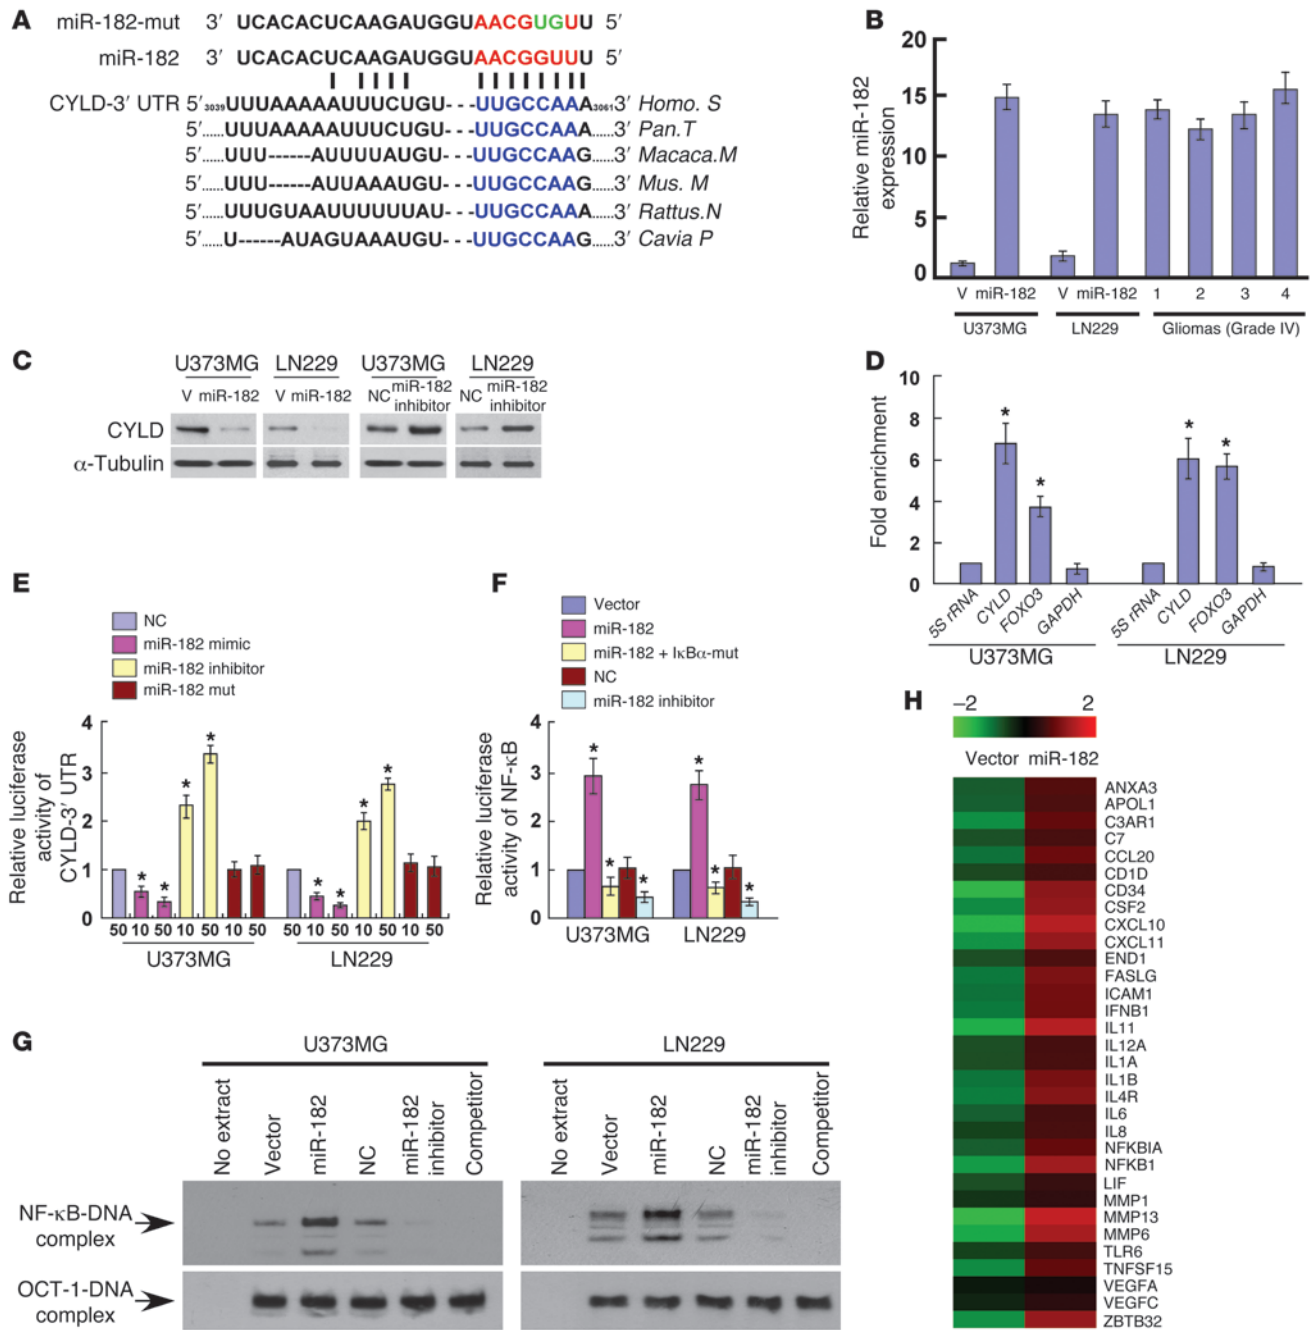 A
miR-182-mut 3′ UCACACUCAAGAUGGUAACGUGUU 5′
miR-182 3′ UCACACUCAAGAUGGUAACGGUUU 5′
CYLD-3′ UTR 5′ 3039UUUAAAAAUUUCUGU---UUGCCAAA3061 3′ Homo. S
5′......UUUAAAAAUUUCUGU---UUGCCAAA......3′ Pan.T
5′......UUU------AUUUUAUGU---UUGCCAAG......3′ Macaca.M
5′......UUU------AUUAAAUGU---UUGCCAAG......3′ Mus. M
5′......UUUGUAAUUUUUUAU---UUGCCAAA......3′ Rattus.N
5′......U------AUAGUAAAUGU---UUGCCAAG......3′ Cavia P
B
Relative miR-182
expression
20
15
10
5
0
V miR-182 V miR-182 1 2 3 4
U373MG LN229 Gliomas (Grade IV)
C
U373MG LN229 U373MG LN229
V miR-182 V miR-182 NC miR-182 inhibitor NC miR-182 inhibitor
CYLD
α-Tubulin
D
Fold enrichment
10
8
6
4
2
0
* * * *
5S rRNA CYLD FOXO3 GAPDH 5S rRNA CYLD FOXO3 GAPDH
U373MG LN229
E
NC
miR-182 mimic
miR-182 inhibitor
miR-182 mut
Relative luciferase
activity of
CYLD-3′ UTR
4
3
2
1
0
* * * * * * * *
50 10 50 10 50 10 50 50 10 50 10 50 10 50
U373MG LN229
F
Vector
miR-182
miR-182 + IκBα-mut
NC
miR-182 inhibitor
Relative luciferase
activity of NF-κB
4
3
2
1
0
* * * * * *
U373MG LN229
G
U373MG LN229
No extract Vector miR-182 NC miR-182 inhibitor Competitor No extract Vector miR-182 NC miR-182 inhibitor Competitor
NF-κB-DNA
complex
OCT-1-DNA
complex
H
–2 2
Vector miR-182
ANXA3
APOL1
C3AR1
C7
CCL20
CD1D
CD34
CSF2
CXCL10
CXCL11
END1
FASLG
ICAM1
IFNB1
IL11
IL12A
IL1A
IL1B
IL4R
IL6
IL8
NFKBIA
NFKB1
LIF
MMP1
MMP13
MMP6
TLR6
TNFSF15
VEGFA
VEGFC
ZBTB32